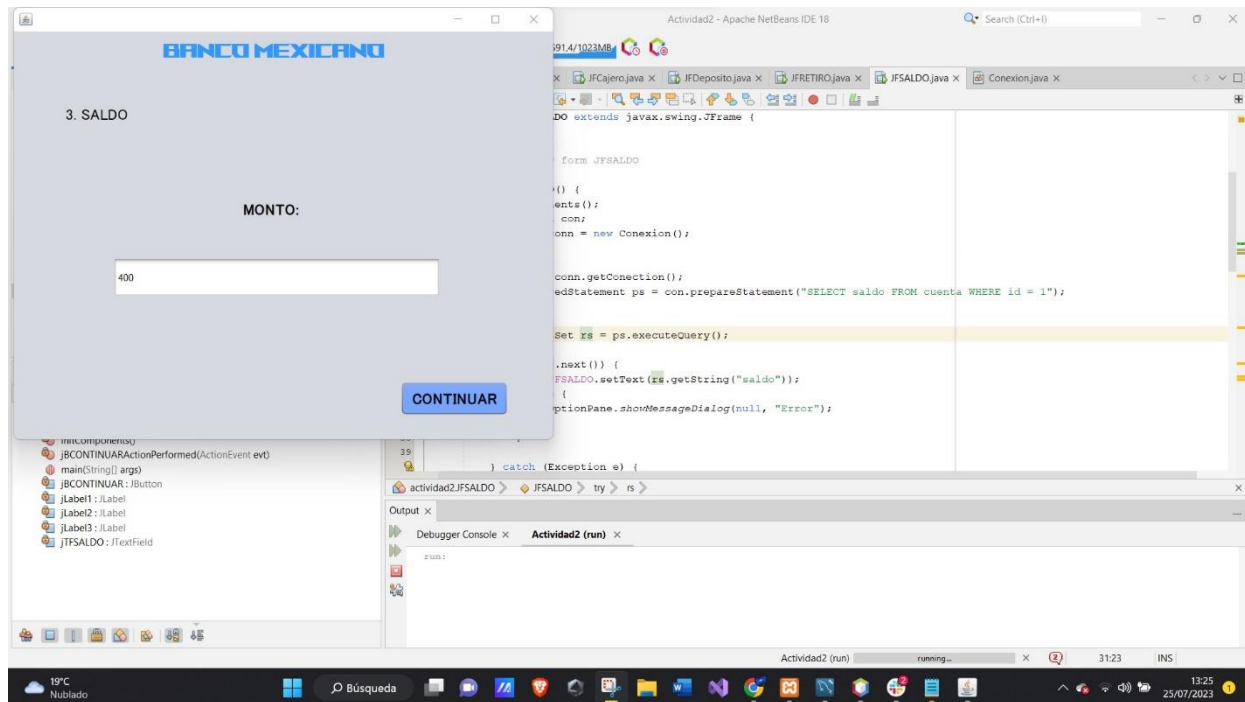 Actividad2 - Apache NetBeans IDE 18
Search (Ctrl+I)
BANCO MEXICANO
3. SALDO
MONTO:
400
CONTINUAR
591,4/1023MB
JFCajero.java
JFDeposito.java
JFRETIRO.java
JFSALDO.java
Conexion.java
DO extends javax.swing.JFrame {
form JFSALDO
() {
ents();
con;
onn = new Conexion();
conn.getConection();
edStatement ps = con.prepareStatement("SELECT saldo FROM cuenta WHERE id = 1");
Set rs = ps.executeQuery();
.next()) {
FSALDO.setText(rs.getString("saldo"));
{
ptionPane.showMessageDialog(null, "Error");
39
} catch (Exception e) {
initComponents()
jBCONTINUARActionPerformed(ActionEvent evt)
main(String[] args)
jBCONTINUAR : JButton
jLabel1 : JLabel
jLabel2 : JLabel
jLabel3 : JLabel
jTFSALDO : JTextField
actividad2.JFSALDO
JFSALDO
try
rs
Output
Debugger Console
Actividad2 (run)
run:
Actividad2 (run)
running...
2
31:23
INS
19°C
Nublado
Búsqueda
13:25
25/07/2023
1